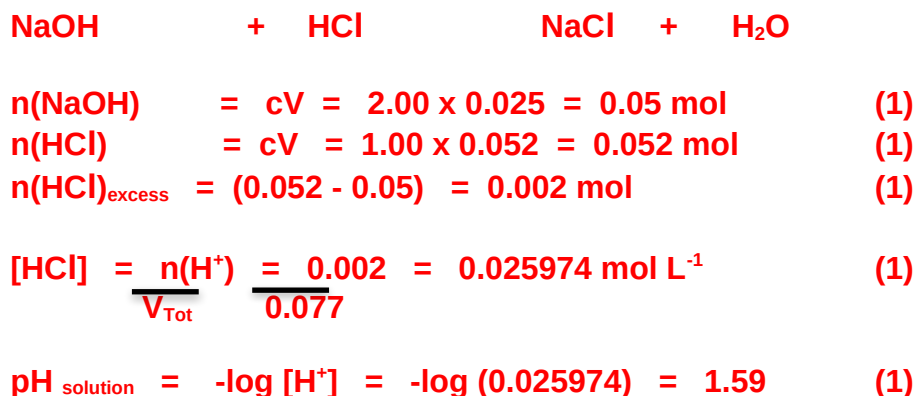 NaOH + HCl NaCl + H₂O
n(NaOH) = cV = 2.00 x 0.025 = 0.05 mol (1)
n(HCl) = cV = 1.00 x 0.052 = 0.052 mol (1)
n(HCl)excess = (0.052 - 0.05) = 0.002 mol (1)
[HCl] = n(H⁺) = 0.002 = 0.025974 mol L⁻¹ (1)
VTot 0.077
pH solution = -log [H⁺] = -log (0.025974) = 1.59 (1)